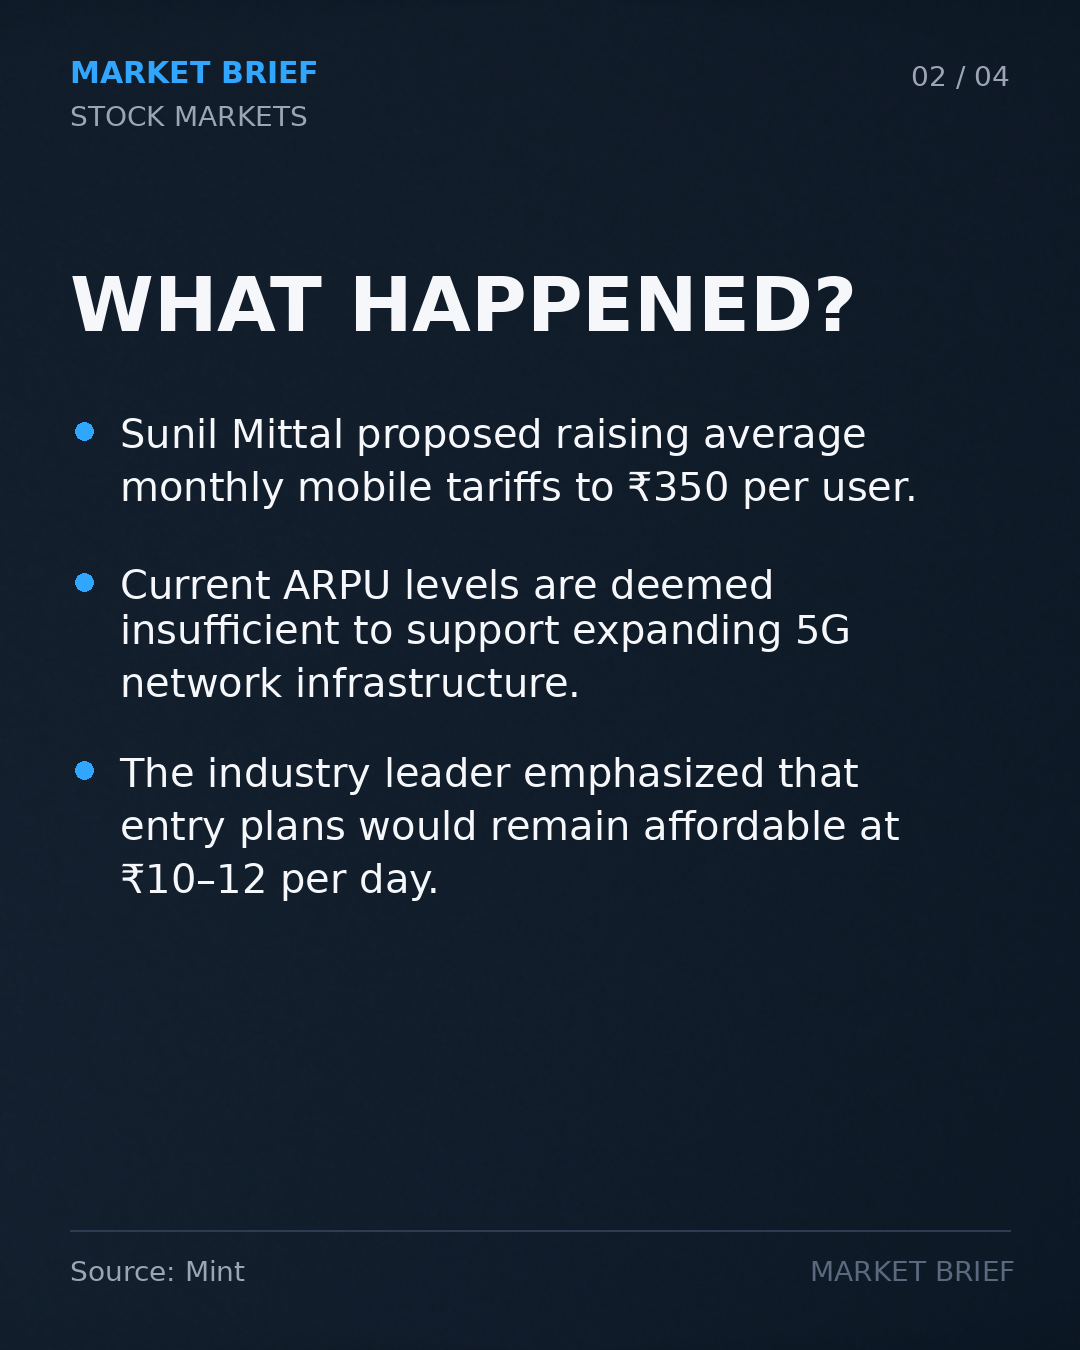 MARKET BRIEF
02 / 04
STOCK MARKETS
WHAT HAPPENED?
Sunil Mittal proposed raising average
monthly mobile tariffs to ₹350 per user.
Current ARPU levels are deemed
insufficient to support expanding 5G
network infrastructure.
The industry leader emphasized that
entry plans would remain affordable at
₹10–12 per day.
Source: Mint
MARKET BRIEF